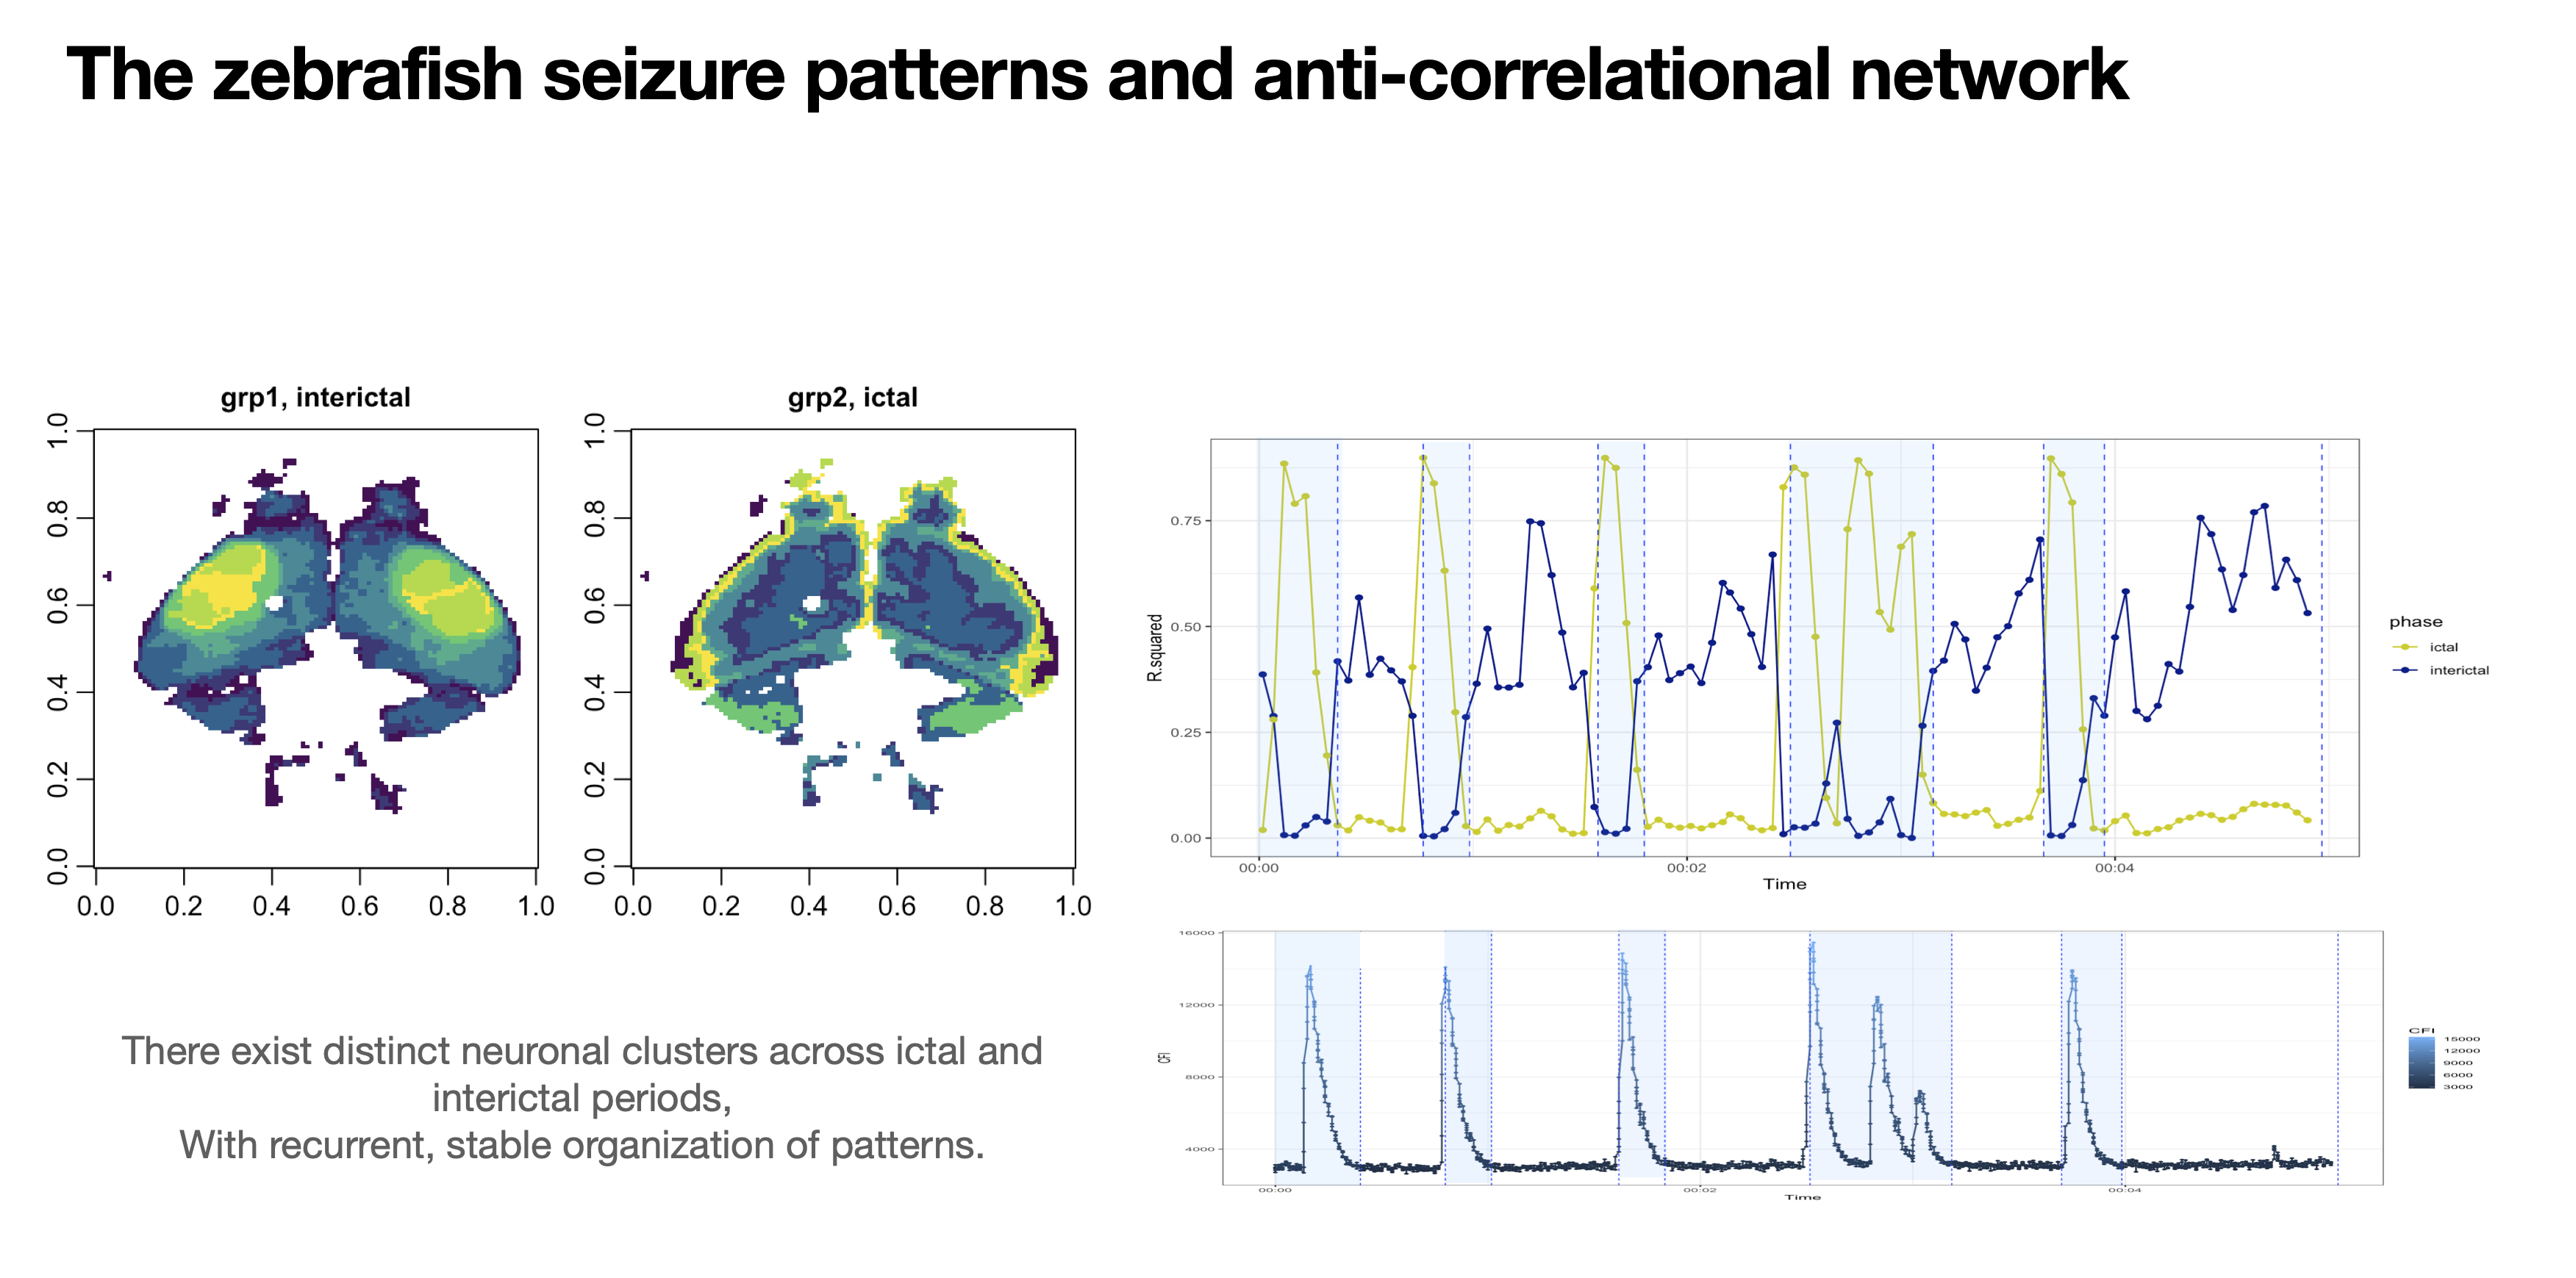 The zebrafish seizure patterns and anti-correlational network
grp1, interictal
1.0
0.8
0.6
0.4
0.2
0.0
0.0 0.2 0.4 0.6 0.8 1.0
grp2, ictal
1.0
0.8
0.6
0.4
0.2
0.0
0.0 0.2 0.4 0.6 0.8 1.0
There exist distinct neuronal clusters across ictal and
interictal periods,
With recurrent, stable organization of patterns.
R.squared
0.75
0.50
0.25
0.00
00:00 00:02 00:04
Time
phase
ictal
interictal
CFI
16000
12000
8000
4000
00:00 00:02 00:04
Time
CFI
15000
12000
9000
6000
3000